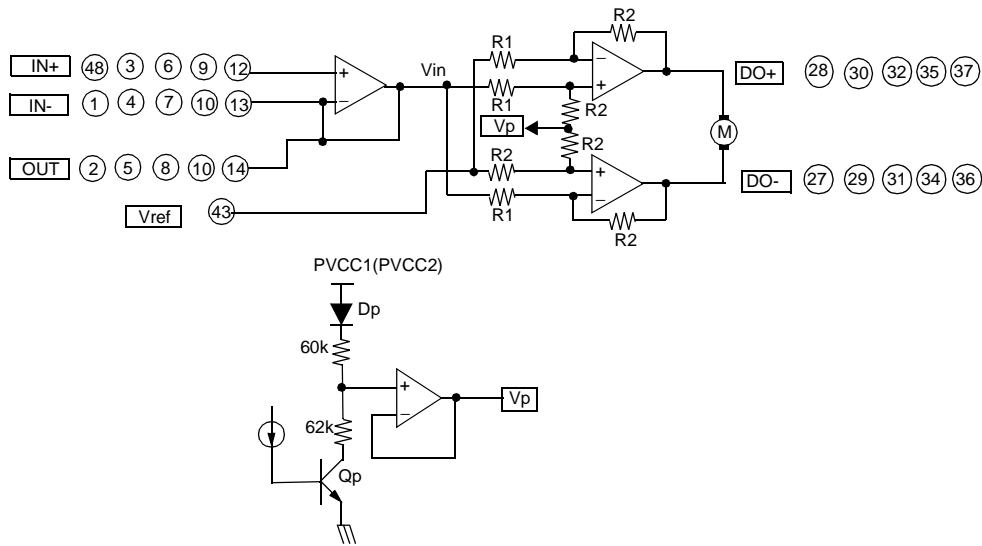 R2
R1
IN+ 48 3 6 9 12 + Vin − DO+ 28 30 32 35 37
+
IN- 1 4 7 10 13 − R1 R2
Vp M
R2
OUT 2 5 8 10 14 R2 + DO- 27 29 31 34 36
−
Vref 43 R1
R2
PVCC1(PVCC2)
Dp
60k
+ Vp
−
62k
Qp